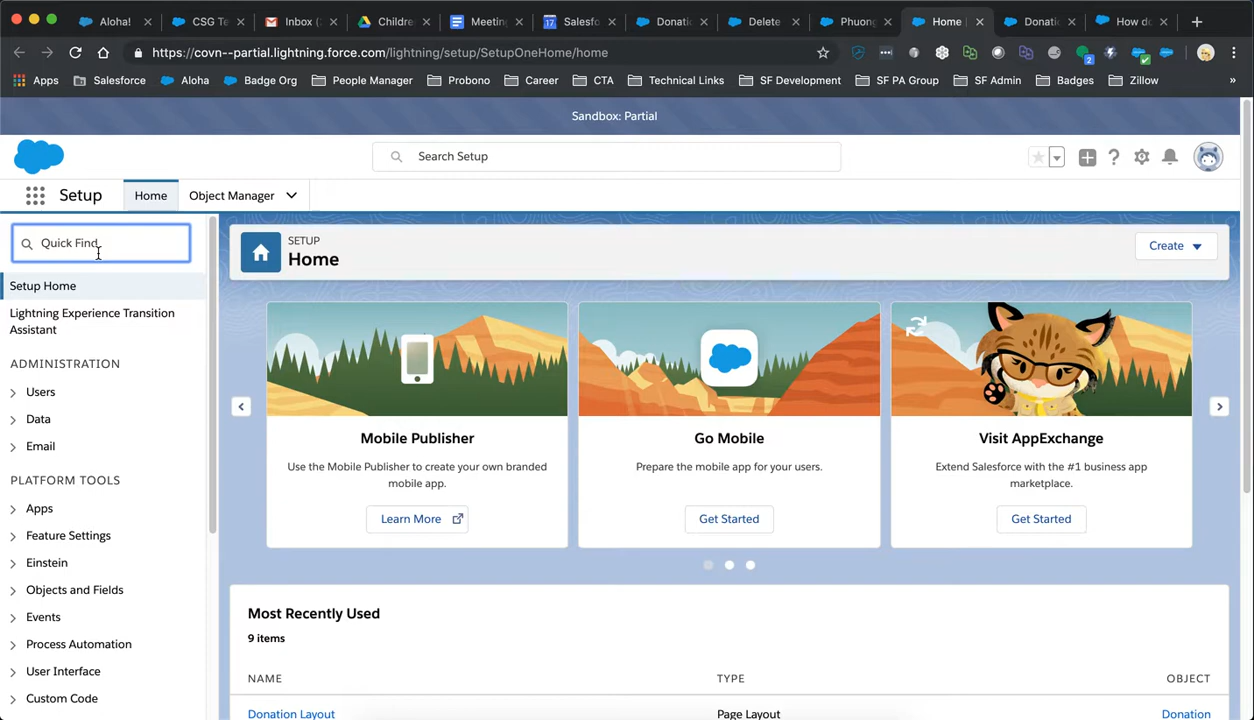 Aloha!
CSG Te
Inbox (
Childre
Meetin
Salesfo
Donati
Delete
Phuon
Home
Donatio
How do
https://covn--partial.lightning.force.com/lightning/setup/SetupOneHome/home
2
Apps
Salesforce
Aloha
Badge Org
People Manager
Probono
Career
CTA
Technical Links
SF Development
SF PA Group
SF Admin
Badges
Zillow
»
Sandbox: Partial
Search Setup
Setup
Home
Object Manager
Quick Find
Setup Home
Lightning Experience Transition
Assistant
ADMINISTRATION
Users
Data
Email
PLATFORM TOOLS
Apps
Feature Settings
Einstein
Objects and Fields
Events
Process Automation
User Interface
Custom Code
SETUP
Home
Create
Mobile Publisher
Use the Mobile Publisher to create your own branded
mobile app.
Learn More
Go Mobile
Prepare the mobile app for your users.
Get Started
Visit AppExchange
Extend Salesforce with the #1 business app
marketplace.
Get Started
Most Recently Used
9 items
NAME
TYPE
OBJECT
Donation Layout
Page Layout
Donation